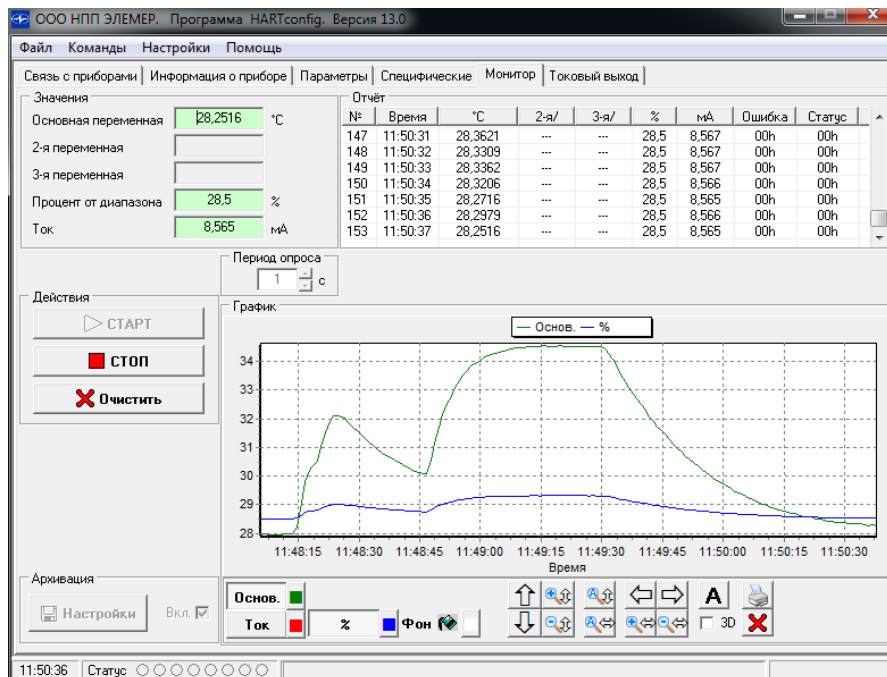 ООО НПП ЭЛЕМЕР. Программа HARTconfig. Версия 13.0
Файл Команды Настройки Помощь
Связь с приборами Информация о приборе Параметры Специфические Монитор Токовый выход
Значения
Основная переменная 28,2516 °C
2-я переменная
3-я переменная
Процент от диапазона 28,5 %
Ток 8,565 мА
Отчёт
№ Время °C 2-я/ 3-я/ % мА Ошибка Статус
147 11:50:31 28,3621 --- --- 28,5 8,567 00h 00h
148 11:50:32 28,3309 --- --- 28,5 8,567 00h 00h
149 11:50:33 28,3362 --- --- 28,5 8,567 00h 00h
150 11:50:34 28,3206 --- --- 28,5 8,566 00h 00h
151 11:50:35 28,2716 --- --- 28,5 8,565 00h 00h
152 11:50:36 28,2979 --- --- 28,5 8,566 00h 00h
153 11:50:37 28,2516 --- --- 28,5 8,565 00h 00h
Период опроса
1 с
Действия
СТАРТ
СТОП
Очистить
График
Основ. %
34
33
32
31
30
29
28
11:48:15 11:48:30 11:48:45 11:49:00 11:49:15 11:49:30 11:49:45 11:50:00 11:50:15 11:50:30
Время
Архивация
Настройки Вкл.
Основ.
Ток % Фон
A
3D
11:50:36 Статус